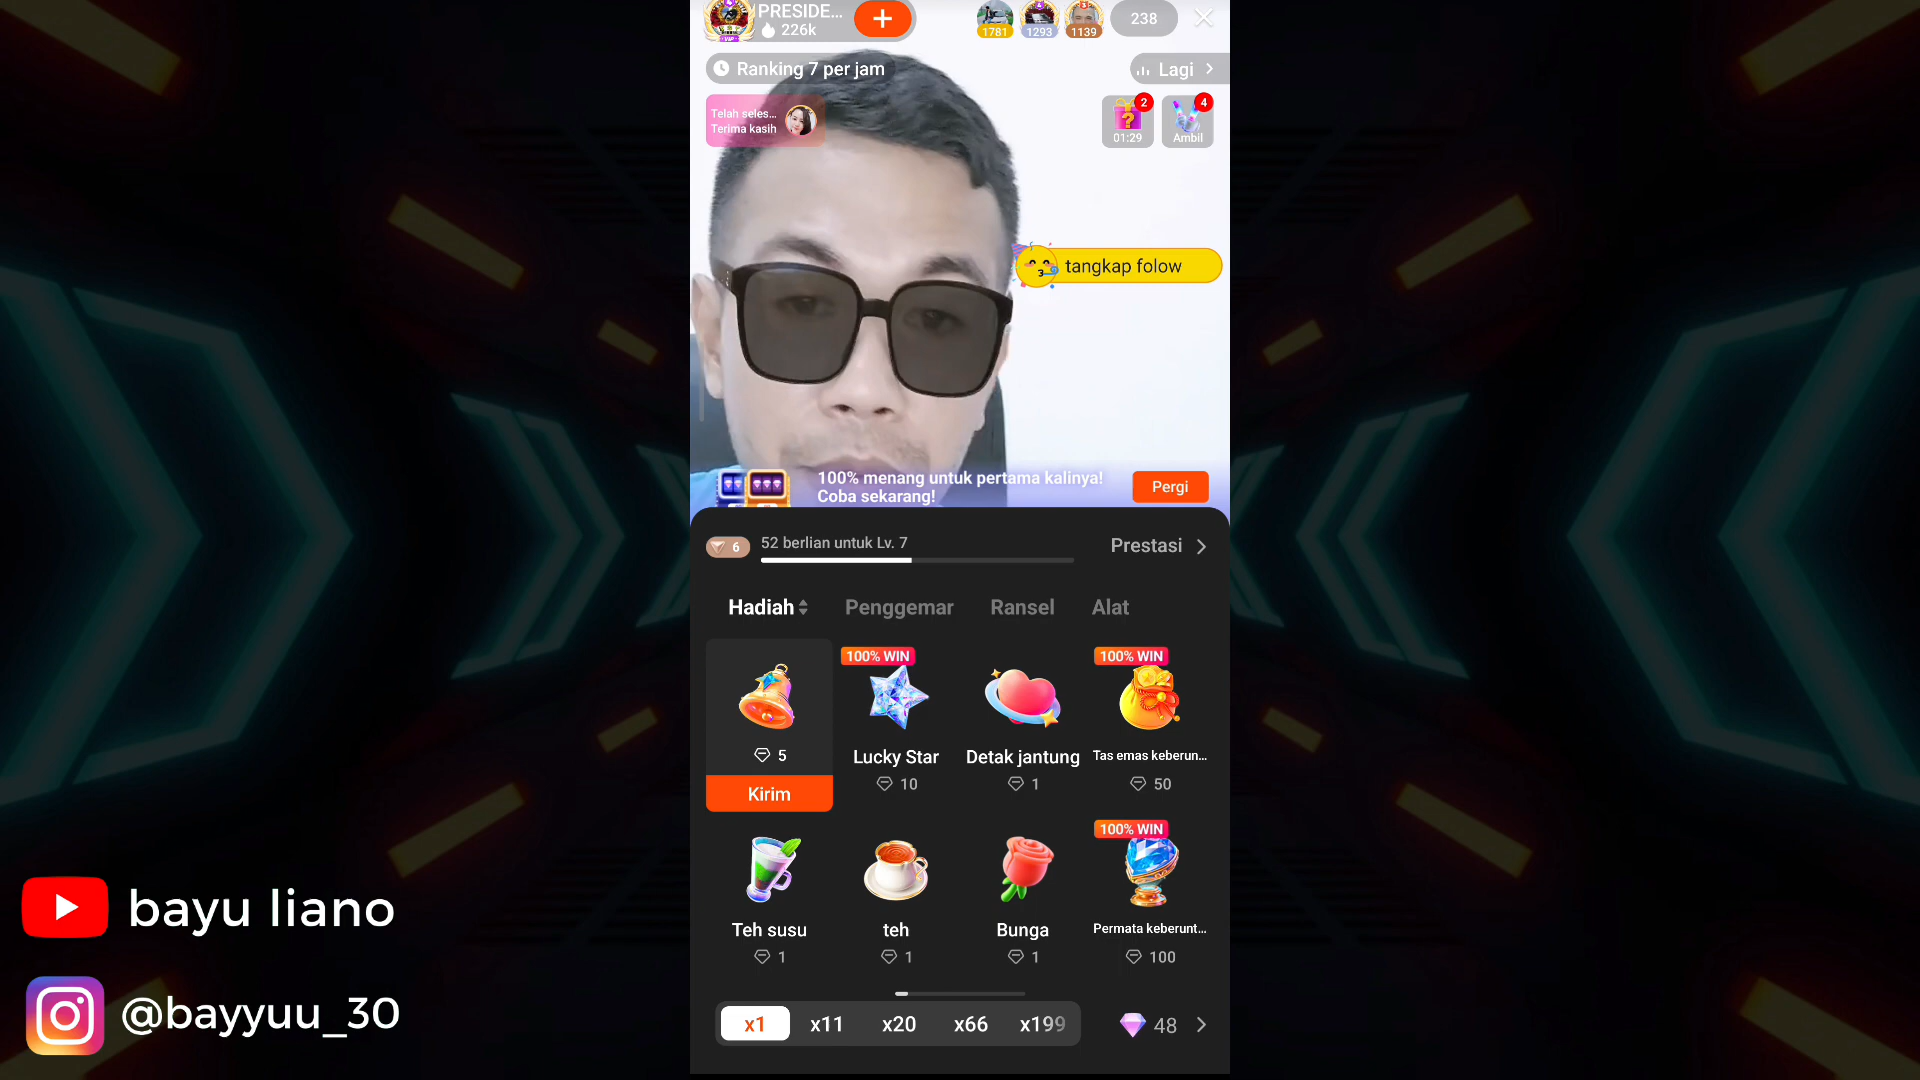 PRESIDE...
226k
VIP
1781
1293
1139
238
Ranking 7 per jam
Lagi
Telah seles...
Terima kasih
2
01:29
4
Ambil
tangkap folow
100% menang untuk pertama kalinya!
Coba sekarang!
Pergi
6
52 berlian untuk Lv. 7
Prestasi
Hadiah
Penggemar
Ransel
Alat
5
Kirim
100% WIN
Lucky Star
10
Detak jantung
1
100% WIN
Tas emas keberun...
50
Teh susu
1
teh
1
Bunga
1
100% WIN
Permata keberunt...
100
x1
x11
x20
x66
x199
48
bayu liano
@bayyuu_30